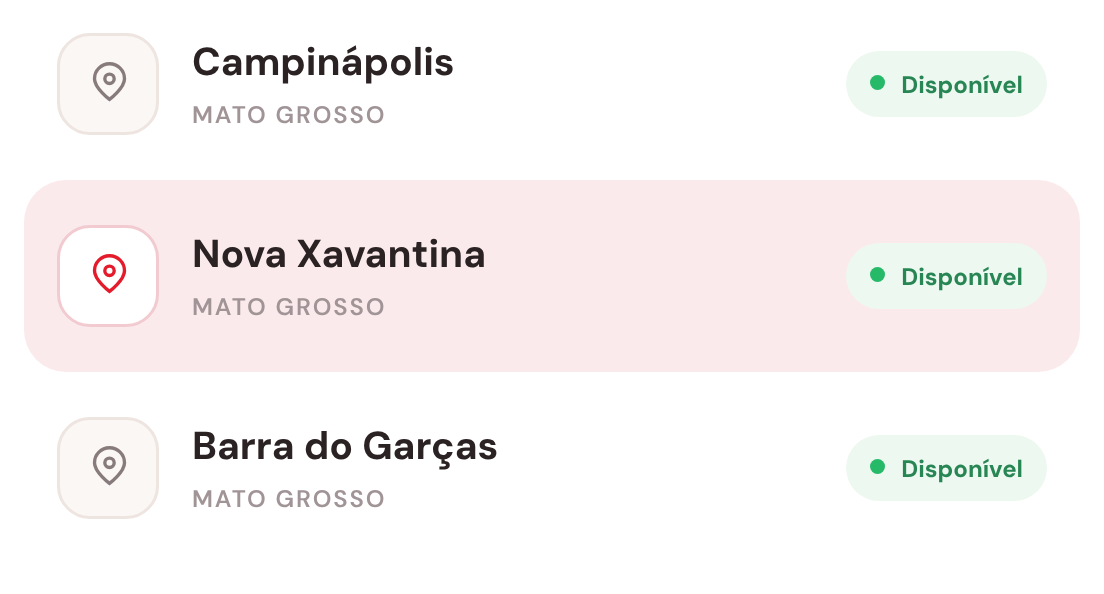 Campinápolis
MATO GROSSO
Disponível
Nova Xavantina
MATO GROSSO
Disponível
Barra do Garças
MATO GROSSO
Disponível